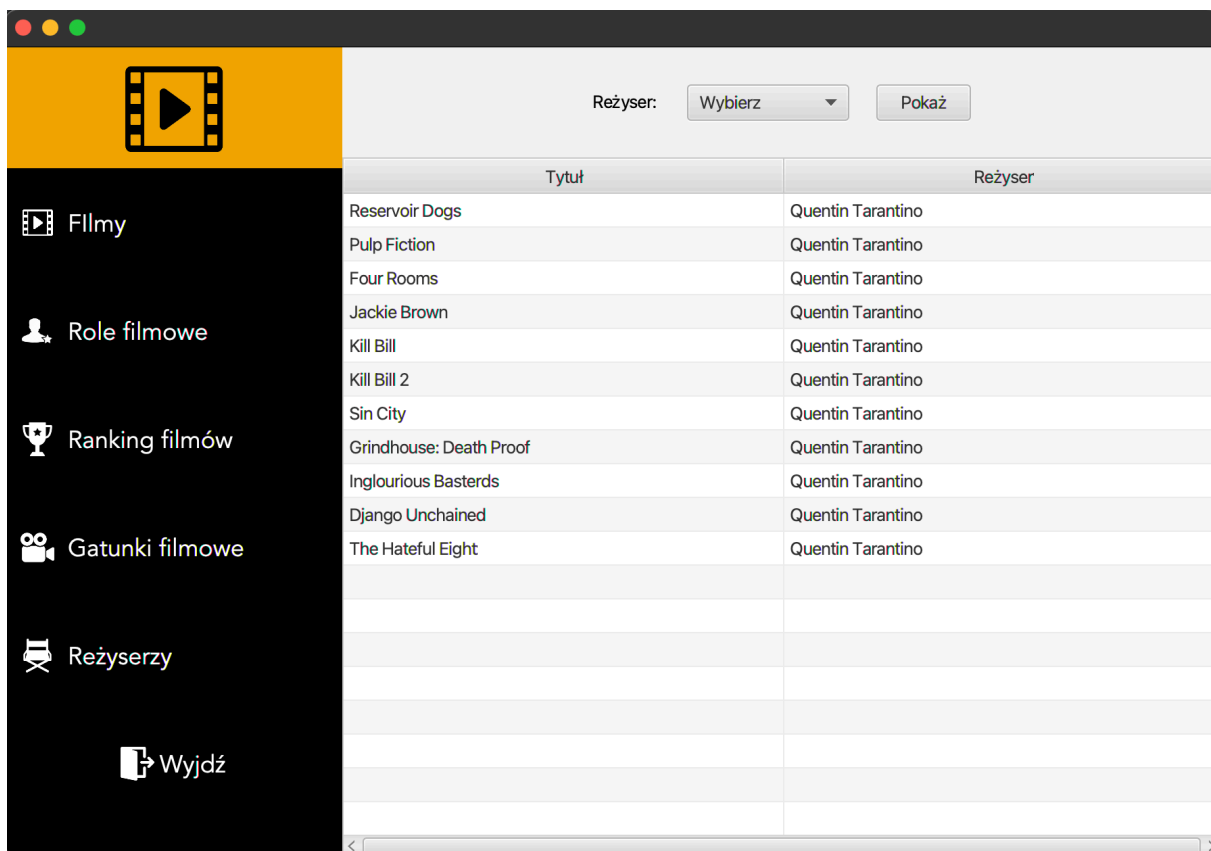 Reżyser: Wybierz Pokaż
Tytuł Reżyser
Reservoir Dogs Quentin Tarantino
Pulp Fiction Quentin Tarantino
Four Rooms Quentin Tarantino
Jackie Brown Quentin Tarantino
Kill Bill Quentin Tarantino
Kill Bill 2 Quentin Tarantino
Sin City Quentin Tarantino
Grindhouse: Death Proof Quentin Tarantino
Inglourious Basterds Quentin Tarantino
Django Unchained Quentin Tarantino
The Hateful Eight Quentin Tarantino
FIlmy
Role filmowe
Ranking filmów
Gatunki filmowe
Reżyserzy
Wyjdź